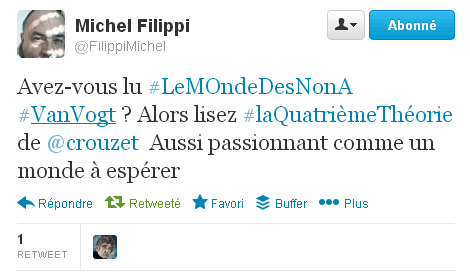 Michel Filippi
@FilippiMichel
Abonné
Avez-vous lu #LeMOndeDesNonA
#VanVogt ? Alors lisez #laQuatrièmeThéorie
de @crouzet Aussi passionnant comme un
monde à espérer
Répondre Retweeté Favori Buffer Plus
1
RETWEET